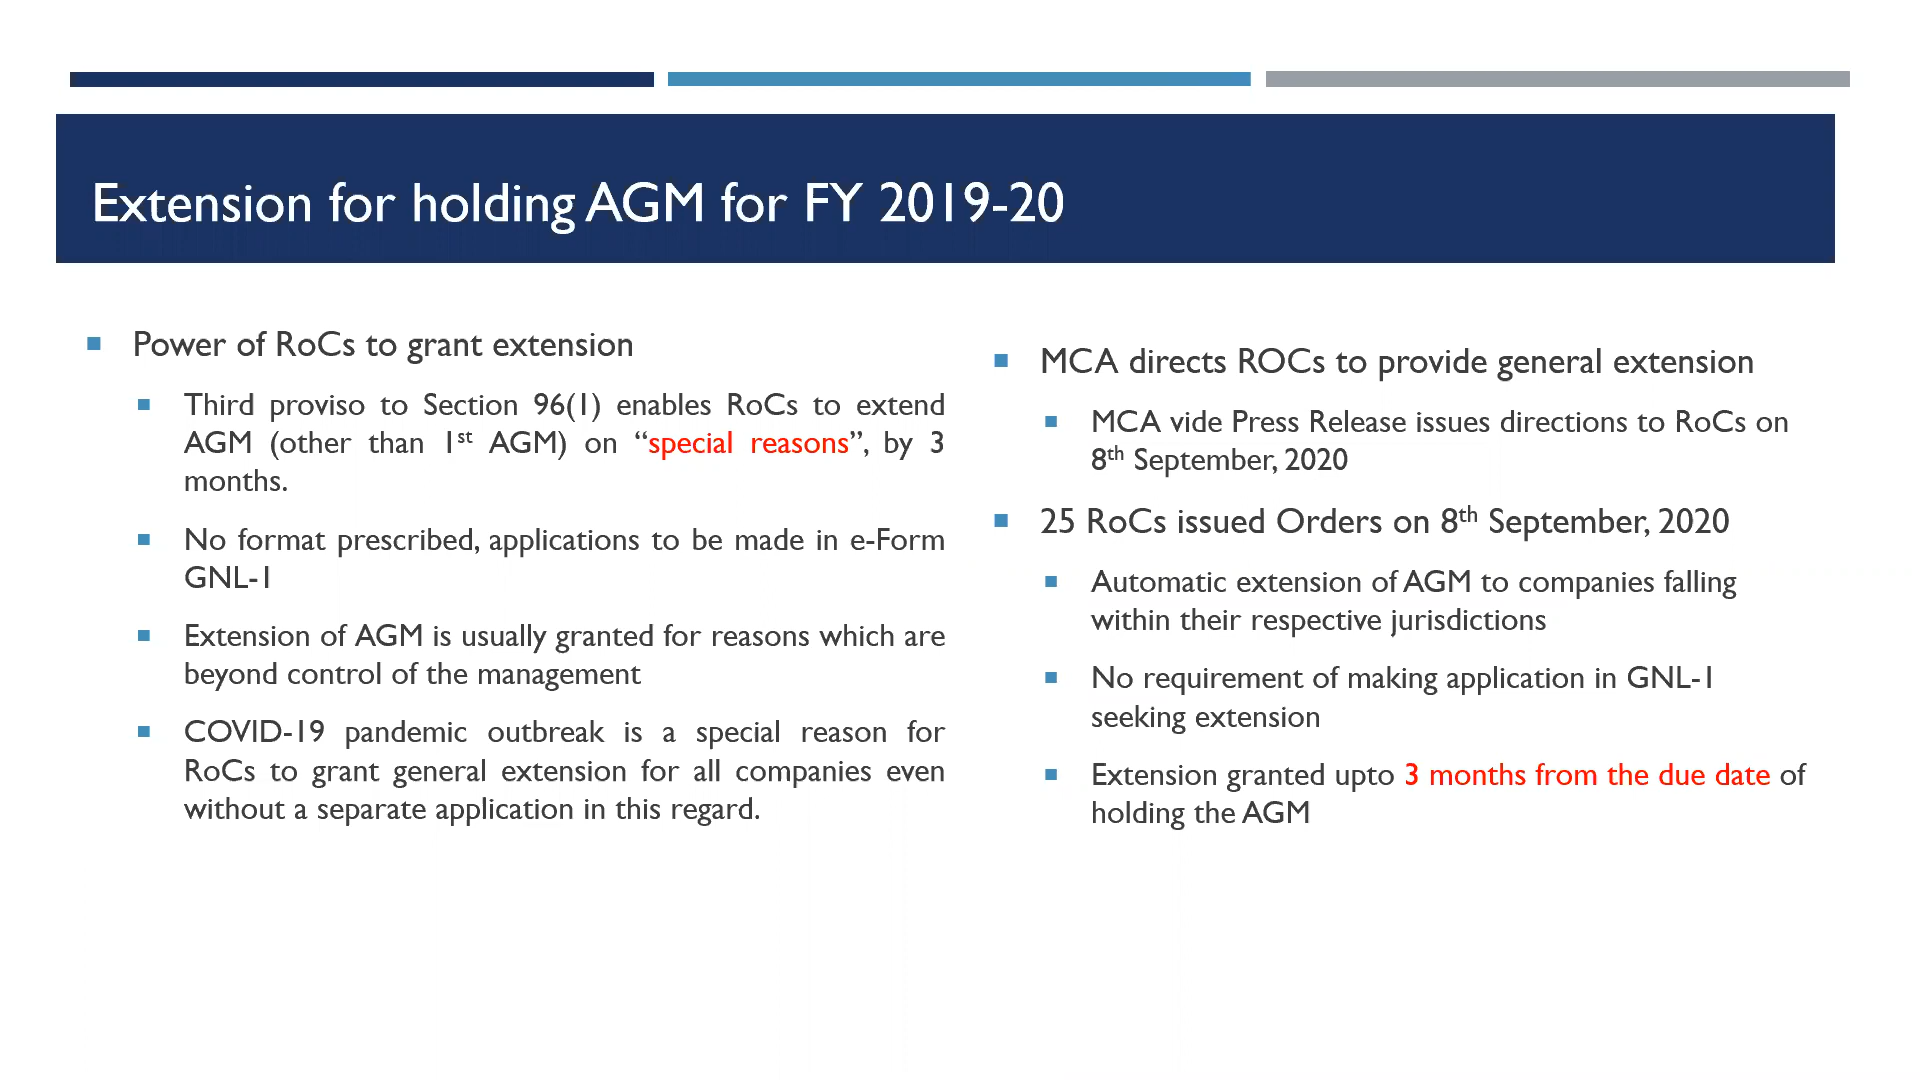 Extension for holding AGM for FY 2019-20
Power of RoCs to grant extension
Third proviso to Section 96(1) enables RoCs to extend
AGM (other than 1st AGM) on “special reasons”, by 3
months.
No format prescribed, applications to be made in e-Form
GNL-1
Extension of AGM is usually granted for reasons which are
beyond control of the management
COVID-19 pandemic outbreak is a special reason for
RoCs to grant general extension for all companies even
without a separate application in this regard.
MCA directs ROCs to provide general extension
MCA vide Press Release issues directions to RoCs on
8th September, 2020
25 RoCs issued Orders on 8th September, 2020
Automatic extension of AGM to companies falling
within their respective jurisdictions
No requirement of making application in GNL-1
seeking extension
Extension granted upto 3 months from the due date of
holding the AGM